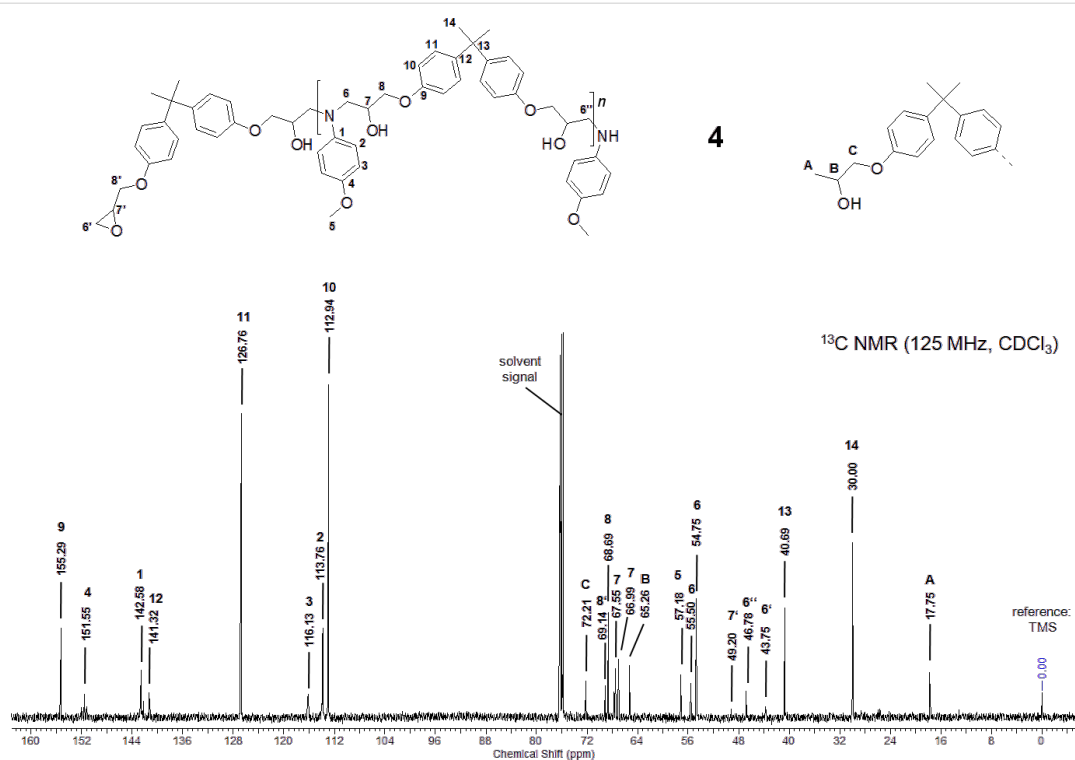 14
11
13
10
12
6
8
7
9
O
N
OH
1
2
3
4
O
5
O
OH
8'
O
7'
6'
O
O
6''
n
HO
NH
O
4
A
B
C
O
OH
¹³C NMR (125 MHz, CDCl₃)
solvent
signal
9
155.29
4
151.55
1
142.58
12
141.32
11
126.76
3
116.13
2
113.76
10
112.94
C
72.21
8'
69.14
8
68.69
7
67.55
7
66.99
B
65.26
5
57.18
6
55.50
6
54.75
7'
49.20
6''
46.78
6'
43.75
13
40.69
14
30.00
A
17.75
reference:
TMS
0.00
160 152 144 136 128 120 112 104 96 88 80 72 64 56 48 40 32 24 16 8 0
Chemical Shift (ppm)